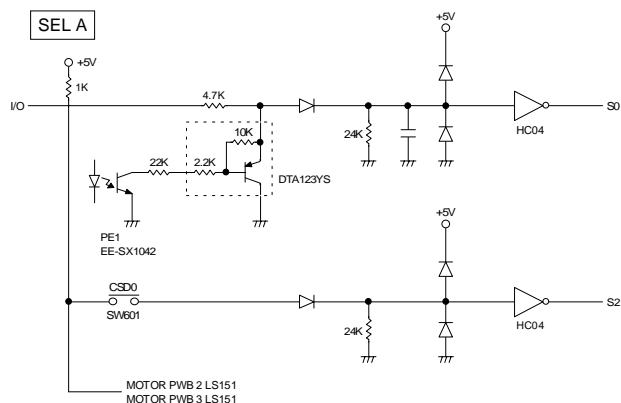 SEL A
+5V
+5V
1K
I/O
4.7K
S0
HC04
10K
24K
22K
2.2K
DTA123YS
PE1
EE-SX1042
+5V
CSD0
SW601
S2
HC04
24K
MOTOR PWB 2 LS151
MOTOR PWB 3 LS151